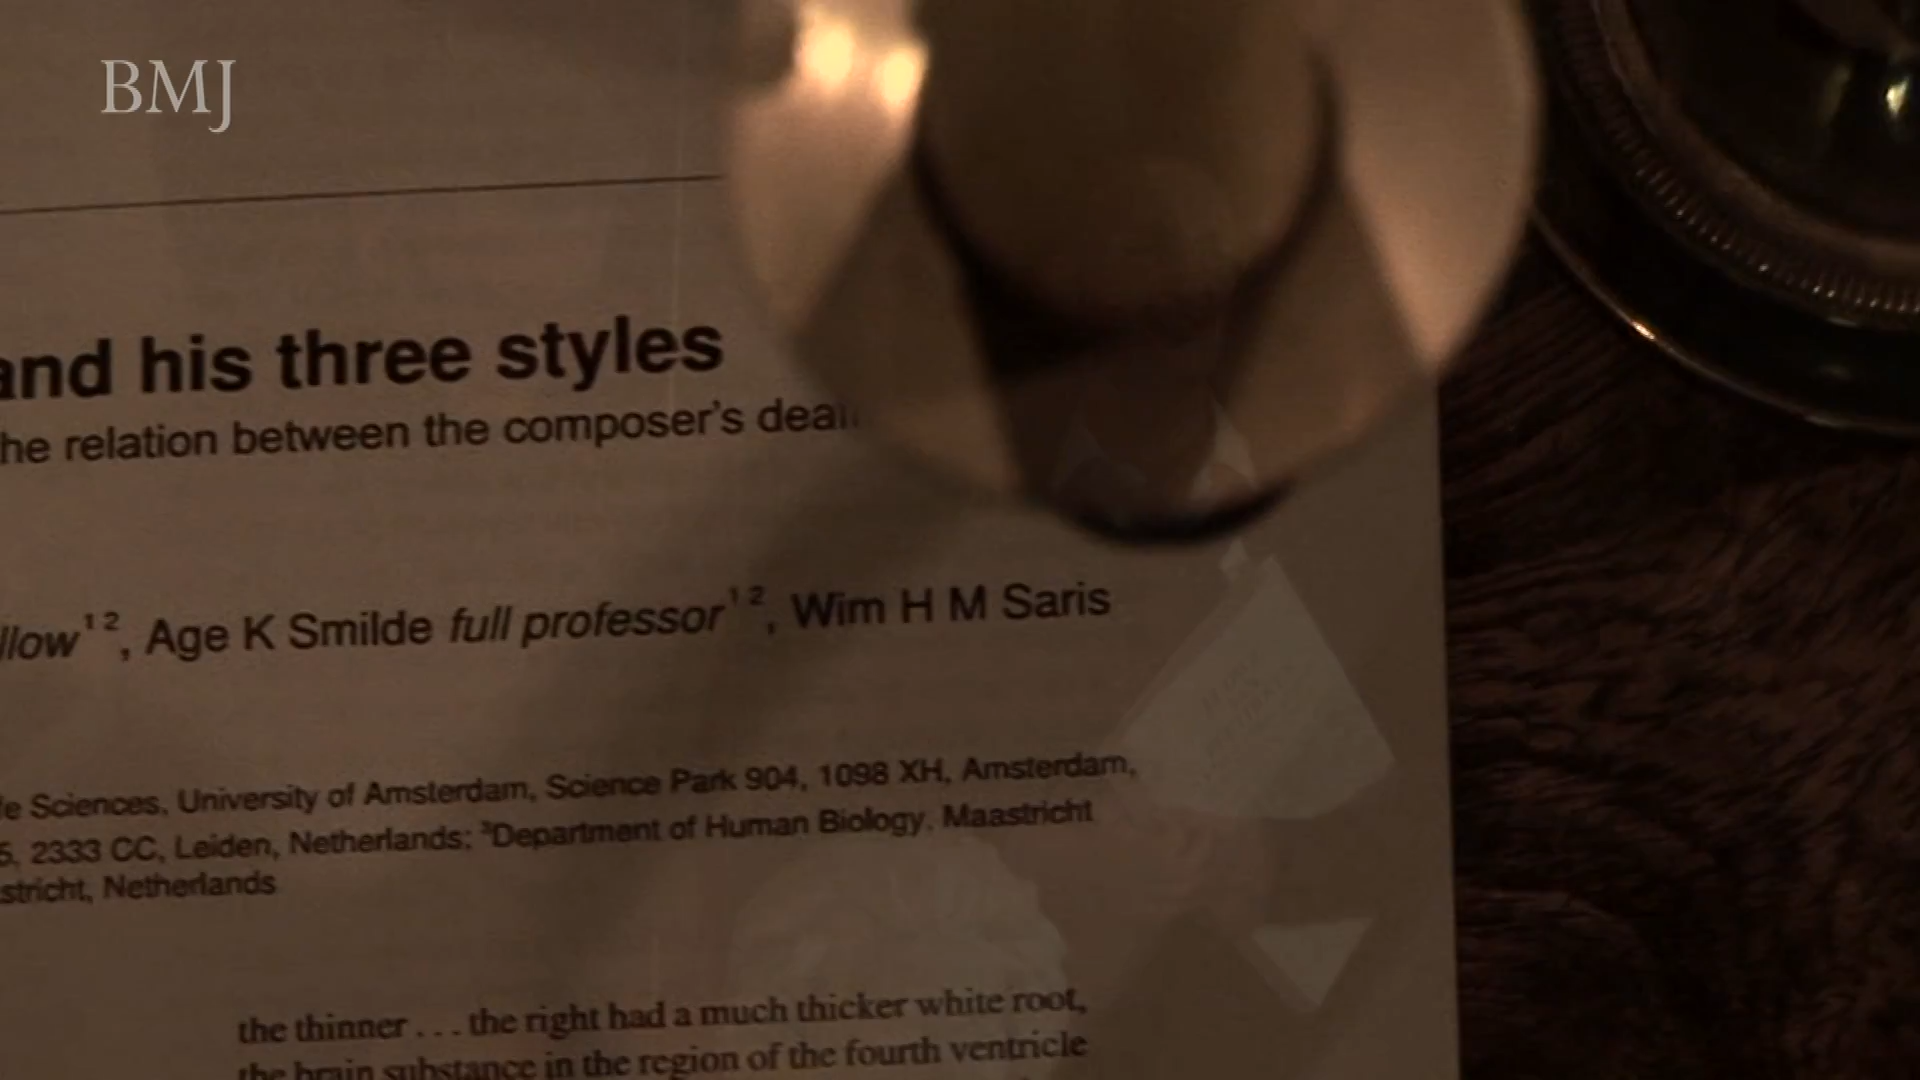 BMJ
and his three styles
he relation between the composer's deaf
llow¹ ², Age K Smilde full professor¹ ², Wim H M Saris
fe Sciences, University of Amsterdam, Science Park 904, 1098 XH, Amsterdam,
5, 2333 CC, Leiden, Netherlands; ³Department of Human Biology, Maastricht
stricht, Netherlands
the thinner . . . the right had a much thicker white root,
the brain substance in the region of the fourth ventricle